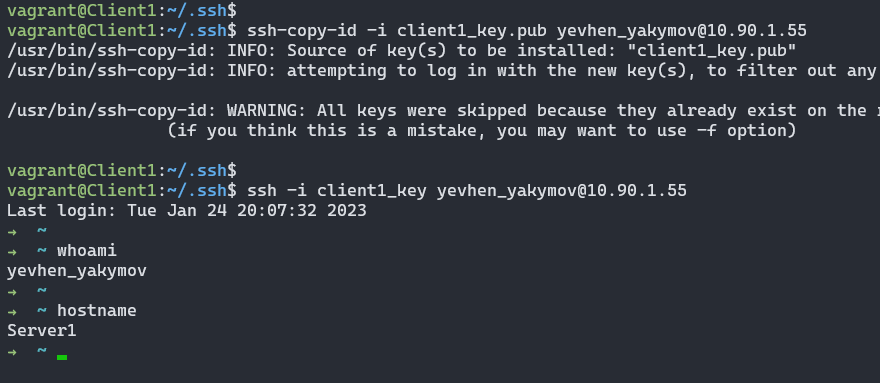 vagrant@Client1:~/.ssh$
vagrant@Client1:~/.ssh$ ssh-copy-id -i client1_key.pub yevhen_yakymov@10.90.1.55
/usr/bin/ssh-copy-id: INFO: Source of key(s) to be installed: "client1_key.pub"
/usr/bin/ssh-copy-id: INFO: attempting to log in with the new key(s), to filter out any
/usr/bin/ssh-copy-id: WARNING: All keys were skipped because they already exist on the
(if you think this is a mistake, you may want to use -f option)
vagrant@Client1:~/.ssh$
vagrant@Client1:~/.ssh$ ssh -i client1_key yevhen_yakymov@10.90.1.55
Last login: Tue Jan 24 20:07:32 2023
→ ~
→ ~ whoami
yevhen_yakymov
→ ~
→ ~ hostname
Server1
→ ~